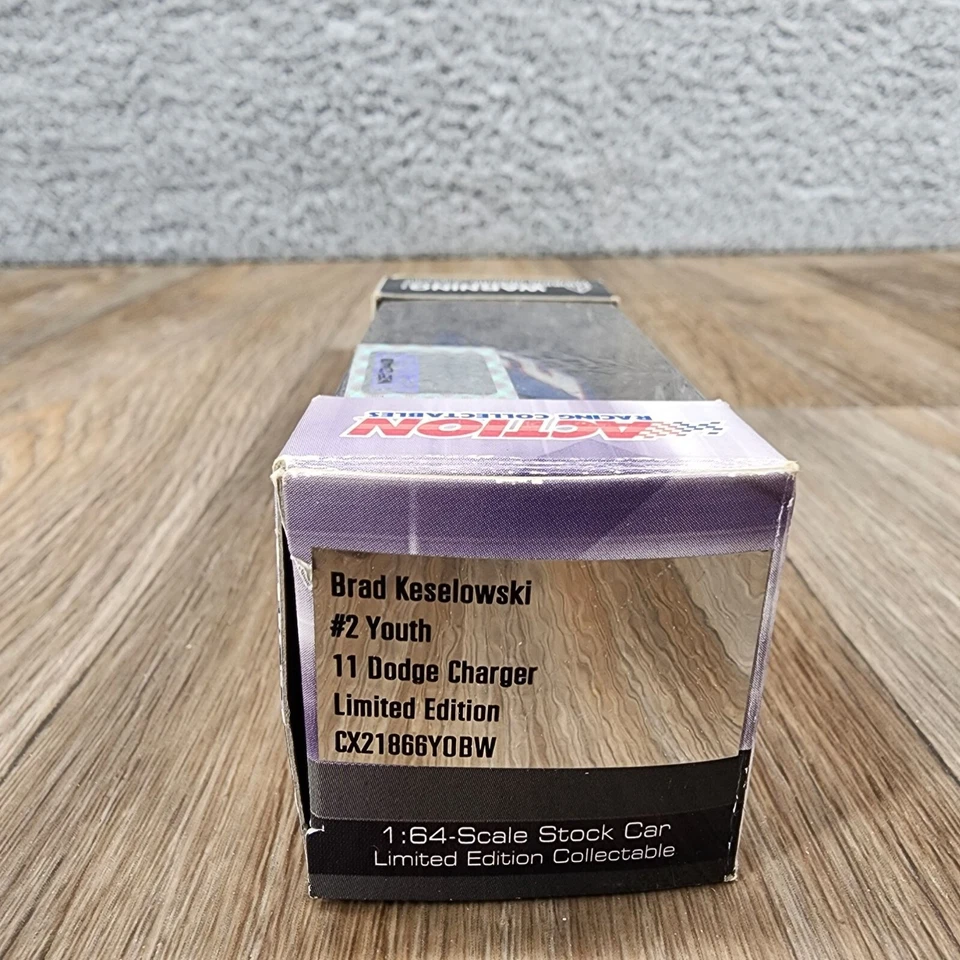 WARNING:
ACTION
RACING COLLECTABLES
Brad Keselowski
#2 Youth
11 Dodge Charger
Limited Edition
CX21866YOBW
1:64-Scale Stock Car
Limited Edition Collectable